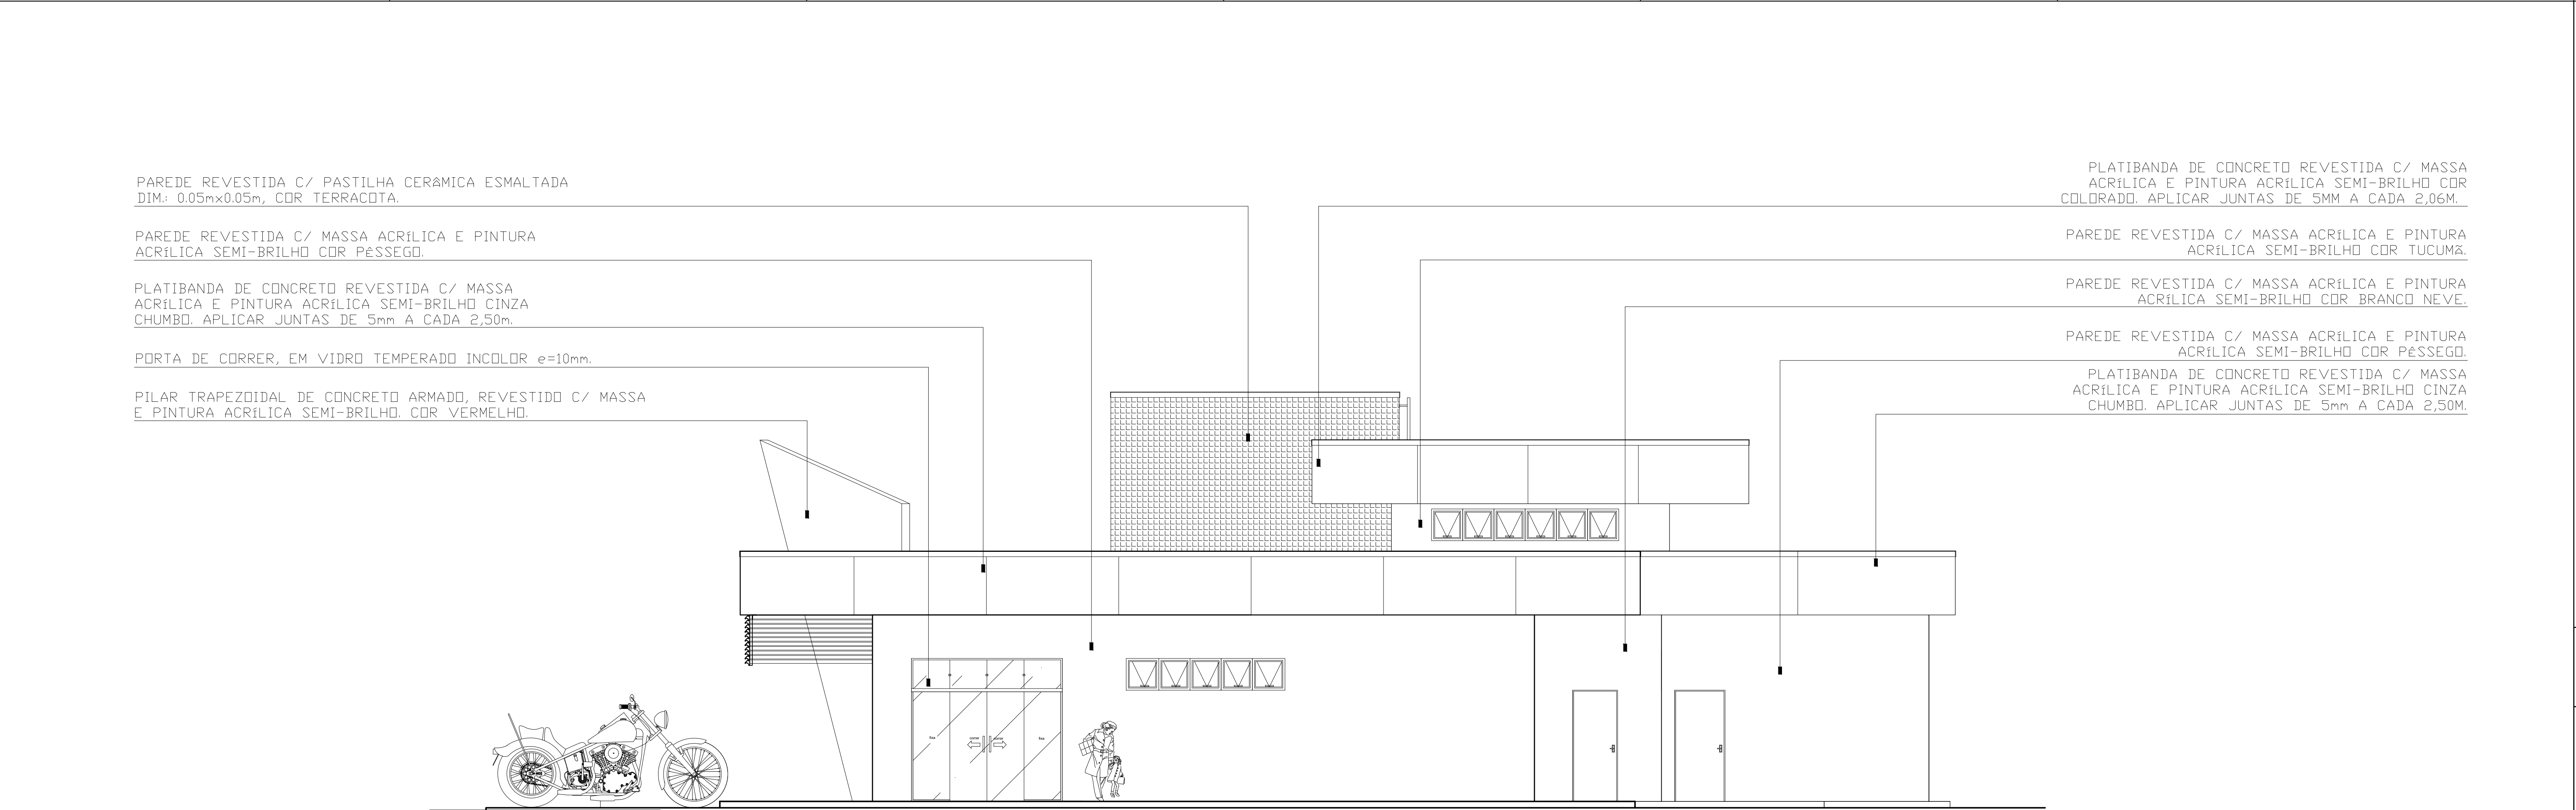 PAREDE REVESTIDA C/ PASTILHA CERÂMICA ESMALTADA
DIM.: 0.05mx0.05m, COR TERRACOTA.
PAREDE REVESTIDA C/ MASSA ACRíLICA E PINTURA
ACRíLICA SEMI-BRILHO COR PêSSEGO.
PLATIBANDA DE CONCRETO REVESTIDA C/ MASSA
ACRíLICA E PINTURA ACRíLICA SEMI-BRILHO CINZA
CHUMBO. APLICAR JUNTAS DE 5mm A CADA 2,50m.
PORTA DE CORRER, EM VIDRO TEMPERADO INCOLOR e=10mm.
PILAR TRAPEZOIDAL DE CONCRETO ARMADO, REVESTIDO C/ MASSA
E PINTURA ACRíLICA SEMI-BRILHO. COR VERMELHO.
PLATIBANDA DE CONCRETO REVESTIDA C/ MASSA
ACRíLICA E PINTURA ACRíLICA SEMI-BRILHO COR
COLORADO. APLICAR JUNTAS DE 5MM A CADA 2,06M.
PAREDE REVESTIDA C/ MASSA ACRíLICA E PINTURA
ACRíLICA SEMI-BRILHO COR TUCUMã.
PAREDE REVESTIDA C/ MASSA ACRíLICA E PINTURA
ACRíLICA SEMI-BRILHO COR BRANCO NEVE.
PAREDE REVESTIDA C/ MASSA ACRíLICA E PINTURA
ACRíLICA SEMI-BRILHO COR PêSSEGO.
PLATIBANDA DE CONCRETO REVESTIDA C/ MASSA
ACRíLICA E PINTURA ACRíLICA SEMI-BRILHO CINZA
CHUMBO. APLICAR JUNTAS DE 5mm A CADA 2,50M.
fixa correr correr fixa